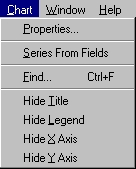 Chart Window Help
Properties...
Series From Fields
Find... Ctrl+F
Hide Title
Hide Legend
Hide X Axis
Hide Y Axis